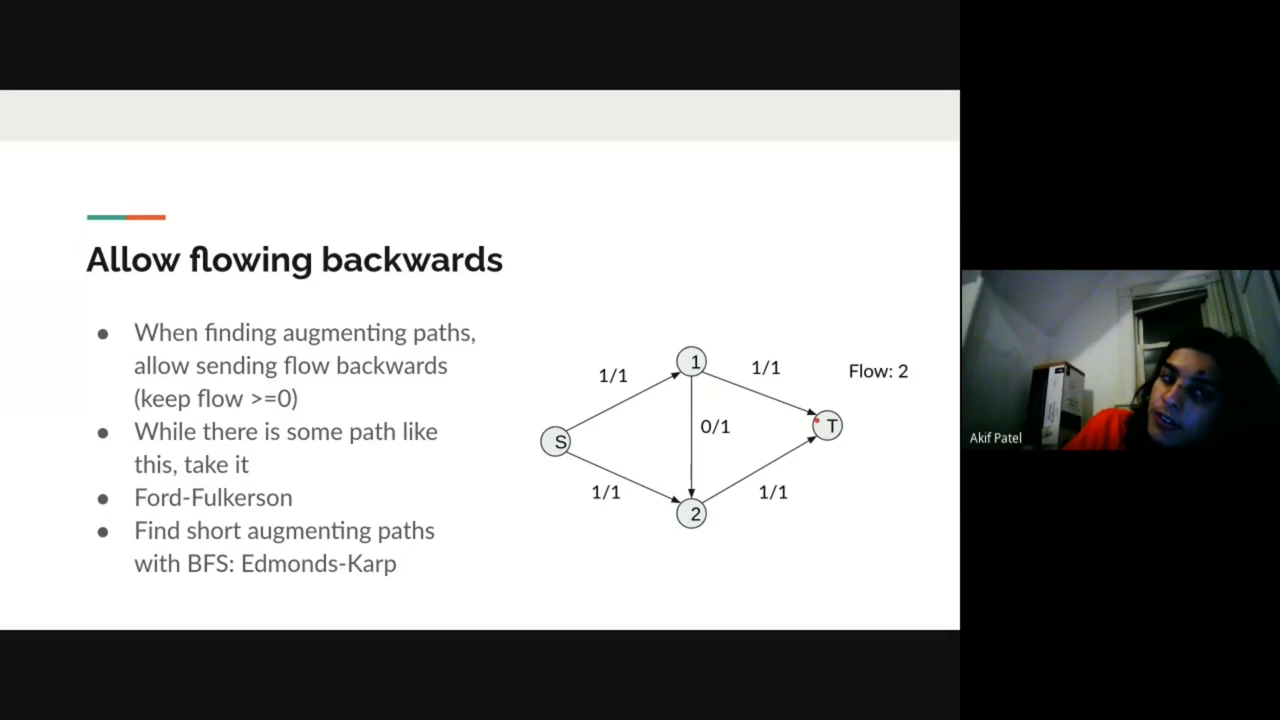 Allow flowing backwards
● When finding augmenting paths,
allow sending flow backwards
(keep flow >=0)
● While there is some path like
this, take it
● Ford-Fulkerson
● Find short augmenting paths
with BFS: Edmonds-Karp
1
1/1
1/1
Flow: 2
S
0/1
T
1/1
1/1
2
Akif Patel